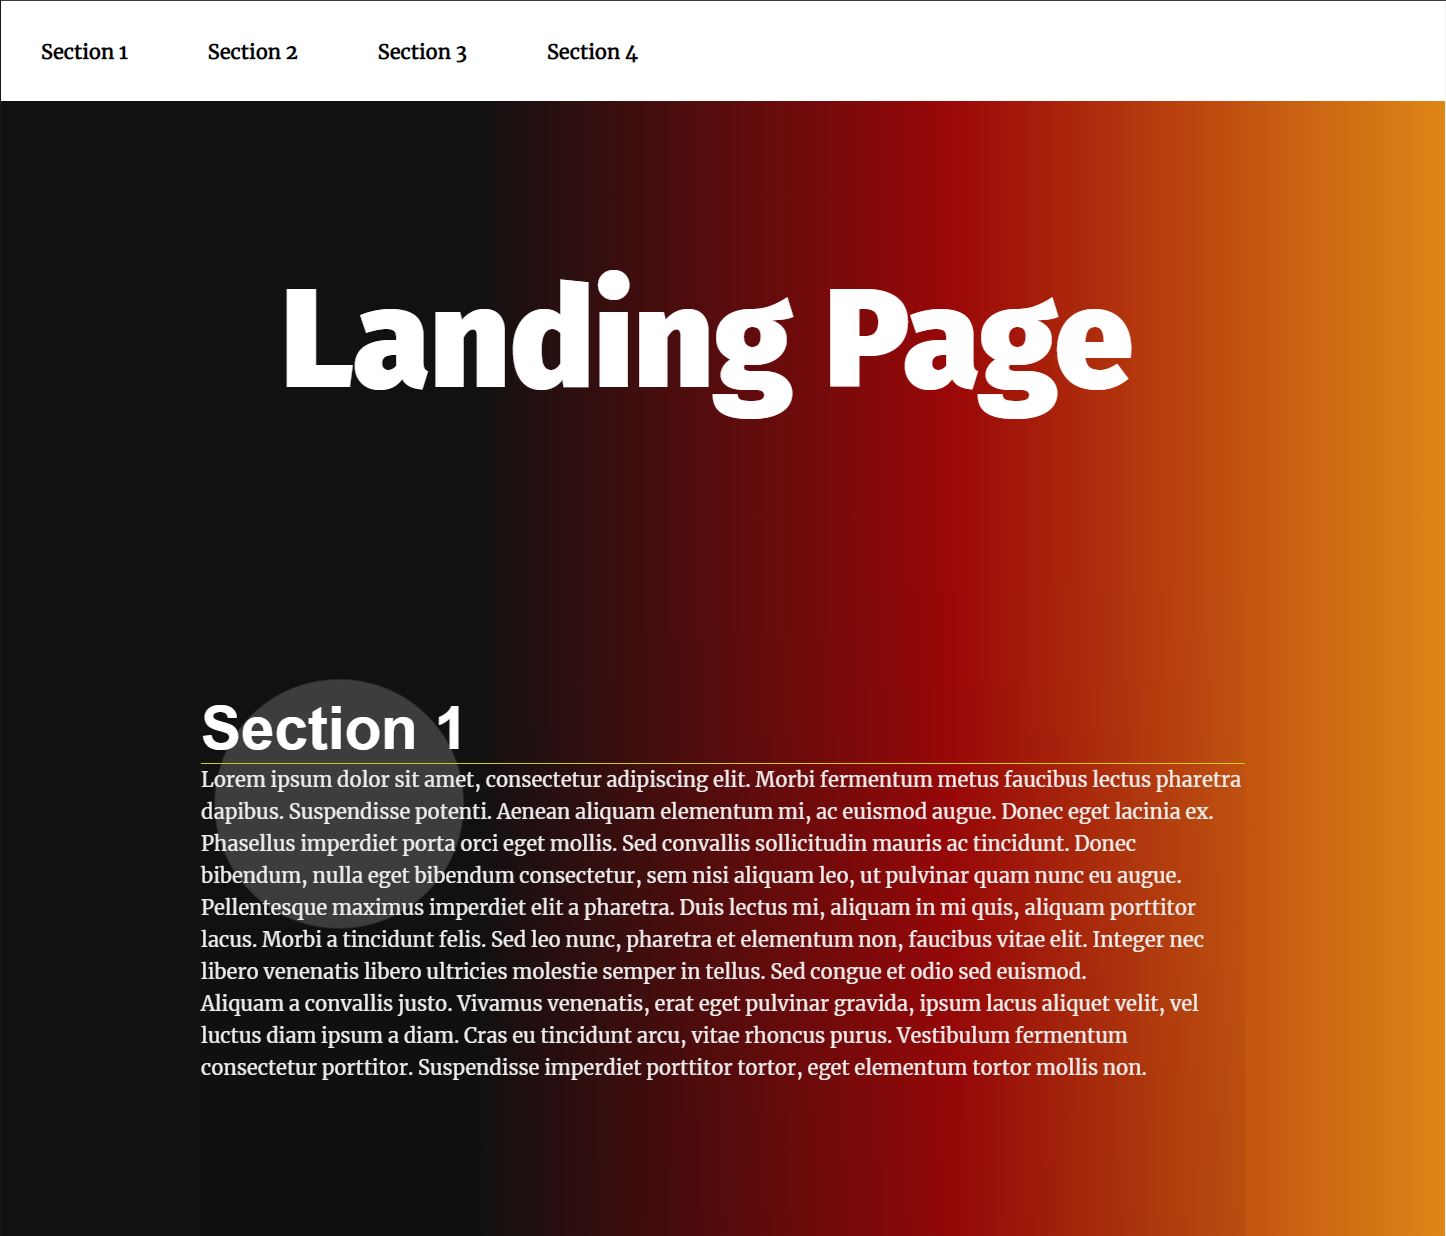 Section 1 Section 2 Section 3 Section 4
Landing Page
Section 1
Lorem ipsum dolor sit amet, consectetur adipiscing elit. Morbi fermentum metus faucibus lectus pharetra
dapibus. Suspendisse potenti. Aenean aliquam elementum mi, ac euismod augue. Donec eget lacinia ex.
Phasellus imperdiet porta orci eget mollis. Sed convallis sollicitudin mauris ac tincidunt. Donec
bibendum, nulla eget bibendum consectetur, sem nisi aliquam leo, ut pulvinar quam nunc eu augue.
Pellentesque maximus imperdiet elit a pharetra. Duis lectus mi, aliquam in mi quis, aliquam porttitor
lacus. Morbi a tincidunt felis. Sed leo nunc, pharetra et elementum non, faucibus vitae elit. Integer nec
libero venenatis libero ultricies molestie semper in tellus. Sed congue et odio sed euismod.
Aliquam a convallis justo. Vivamus venenatis, erat eget pulvinar gravida, ipsum lacus aliquet velit, vel
luctus diam ipsum a diam. Cras eu tincidunt arcu, vitae rhoncus purus. Vestibulum fermentum
consectetur porttitor. Suspendisse imperdiet porttitor tortor, eget elementum tortor mollis non.